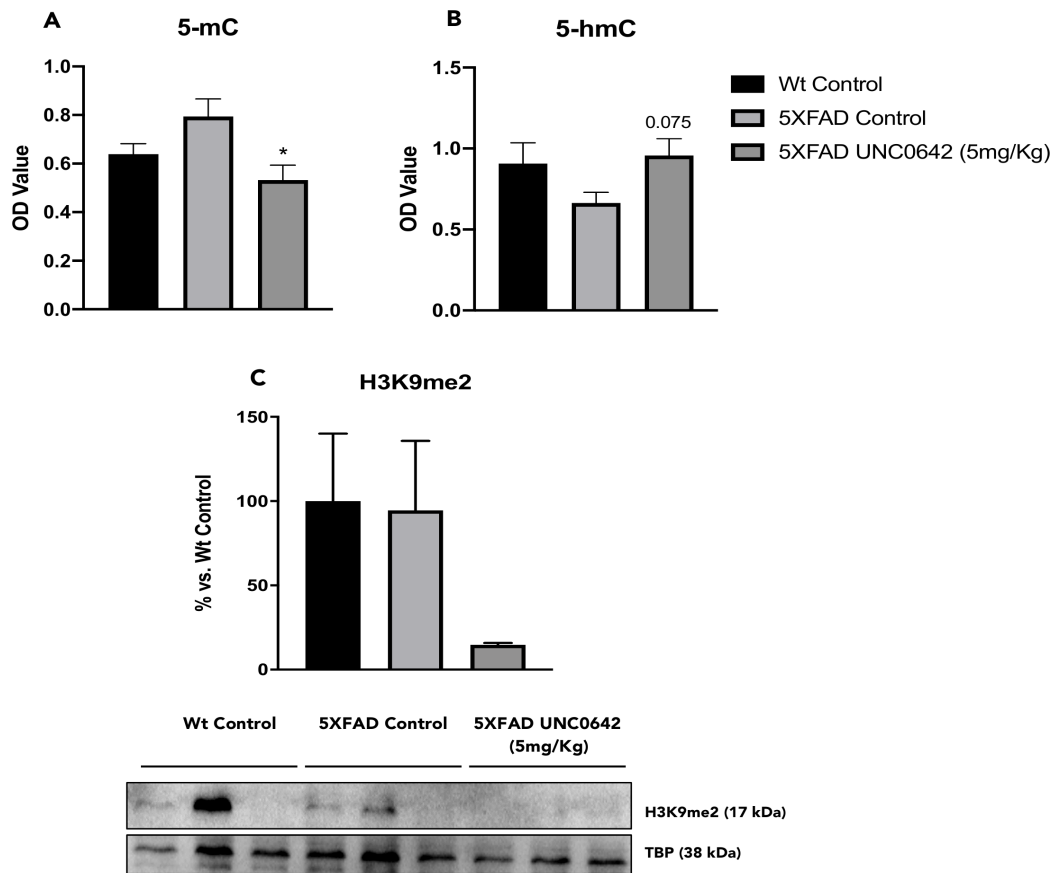 A
5-mC
OD Value
1.0
0.8
0.6
0.4
0.2
0.0
*
B
5-hmC
OD Value
1.5
1.0
0.5
0.0
0.075
Wt Control
5XFAD Control
5XFAD UNC0642 (5mg/Kg)
C
H3K9me2
% vs. Wt Control
150
100
50
0
Wt Control
5XFAD Control
5XFAD UNC0642
(5mg/Kg)
H3K9me2 (17 kDa)
TBP (38 kDa)